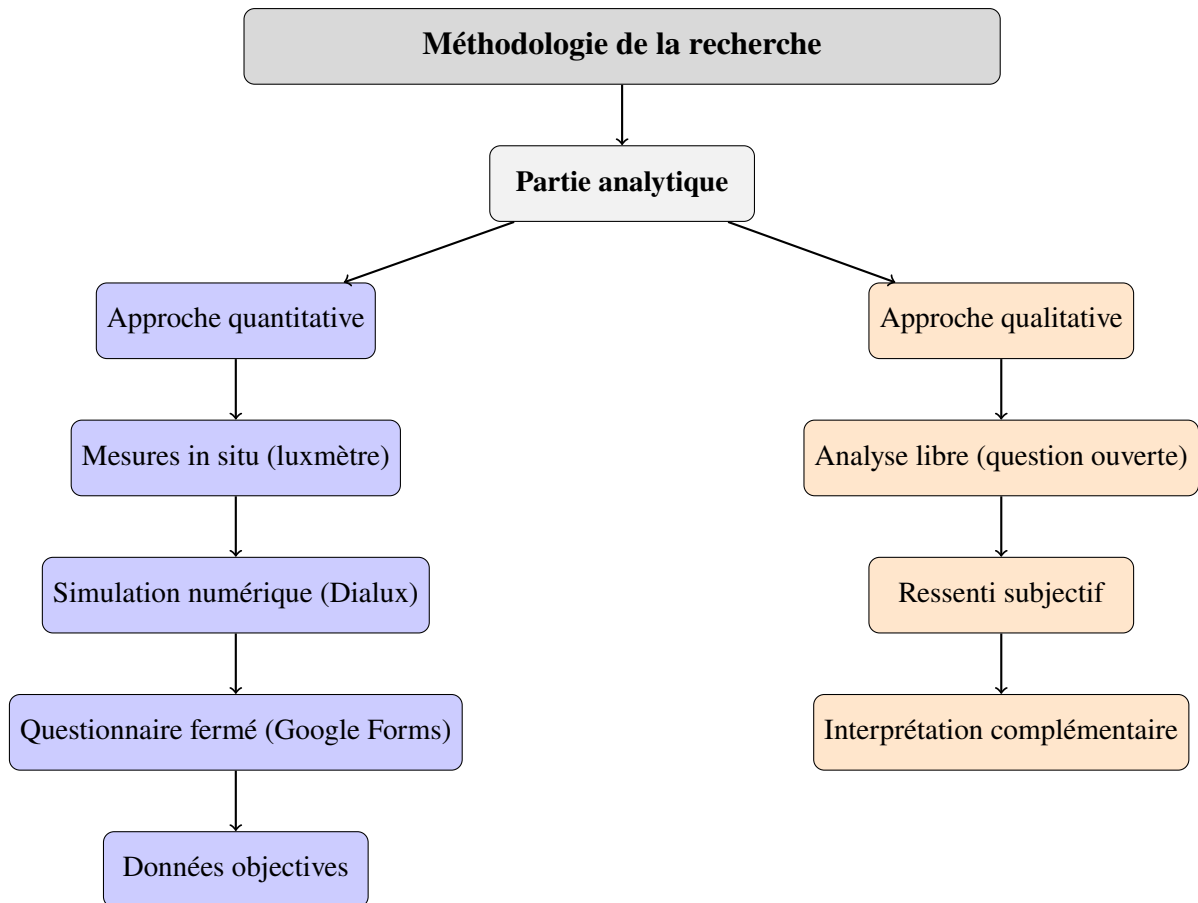 Méthodologie de la recherche
Partie analytique
Approche quantitative
Approche qualitative
Mesures in situ (luxmètre)
Analyse libre (question ouverte)
Simulation numérique (Dialux)
Ressenti subjectif
Questionnaire fermé (Google Forms)
Interprétation complémentaire
Données objectives